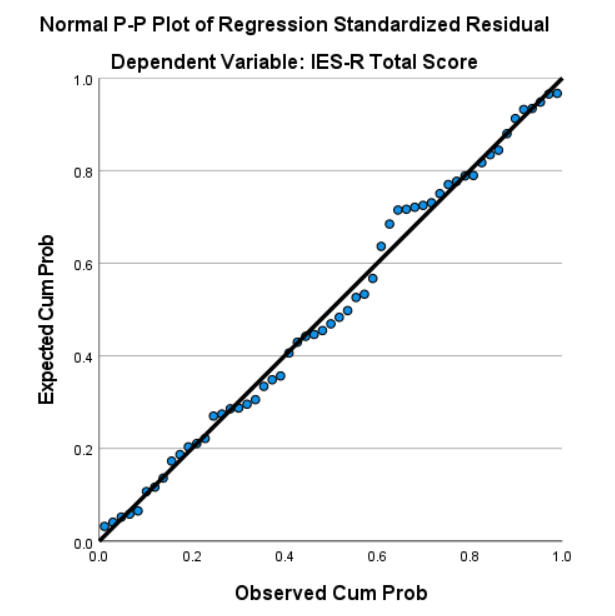 Normal P-P Plot of Regression Standardized Residual
Dependent Variable: IES-R Total Score
1.0
0.8
0.6
0.4
0.2
0.0
Expected Cum Prob
0.0 0.2 0.4 0.6 0.8 1.0
Observed Cum Prob